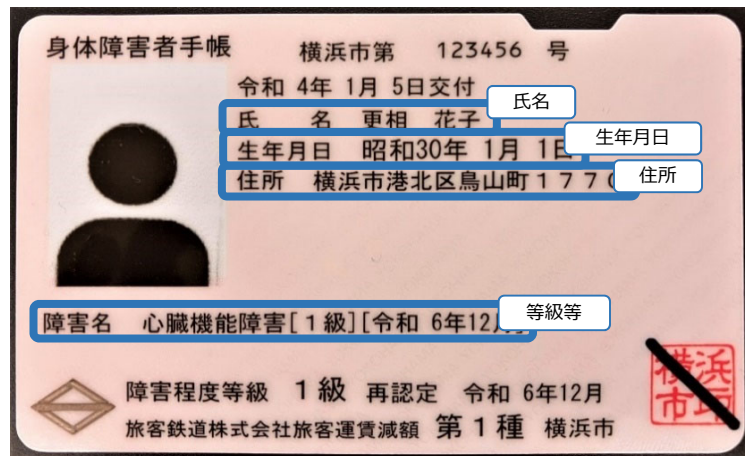 身体障害者手帳 横浜市第 123456 号
令和 4年 1月 5日交付
氏名
氏 名 更相 花子
生年月日
生年月日 昭和30年 1月 1日
住所
住所 横浜市港北区鳥山町1770
等級等
障害名 心臓機能障害[1級][令和 6年12月]
障害程度等級 1級 再認定 令和 6年12月
旅客鉄道株式会社旅客運賃減額 第1種 横浜市
横浜
市